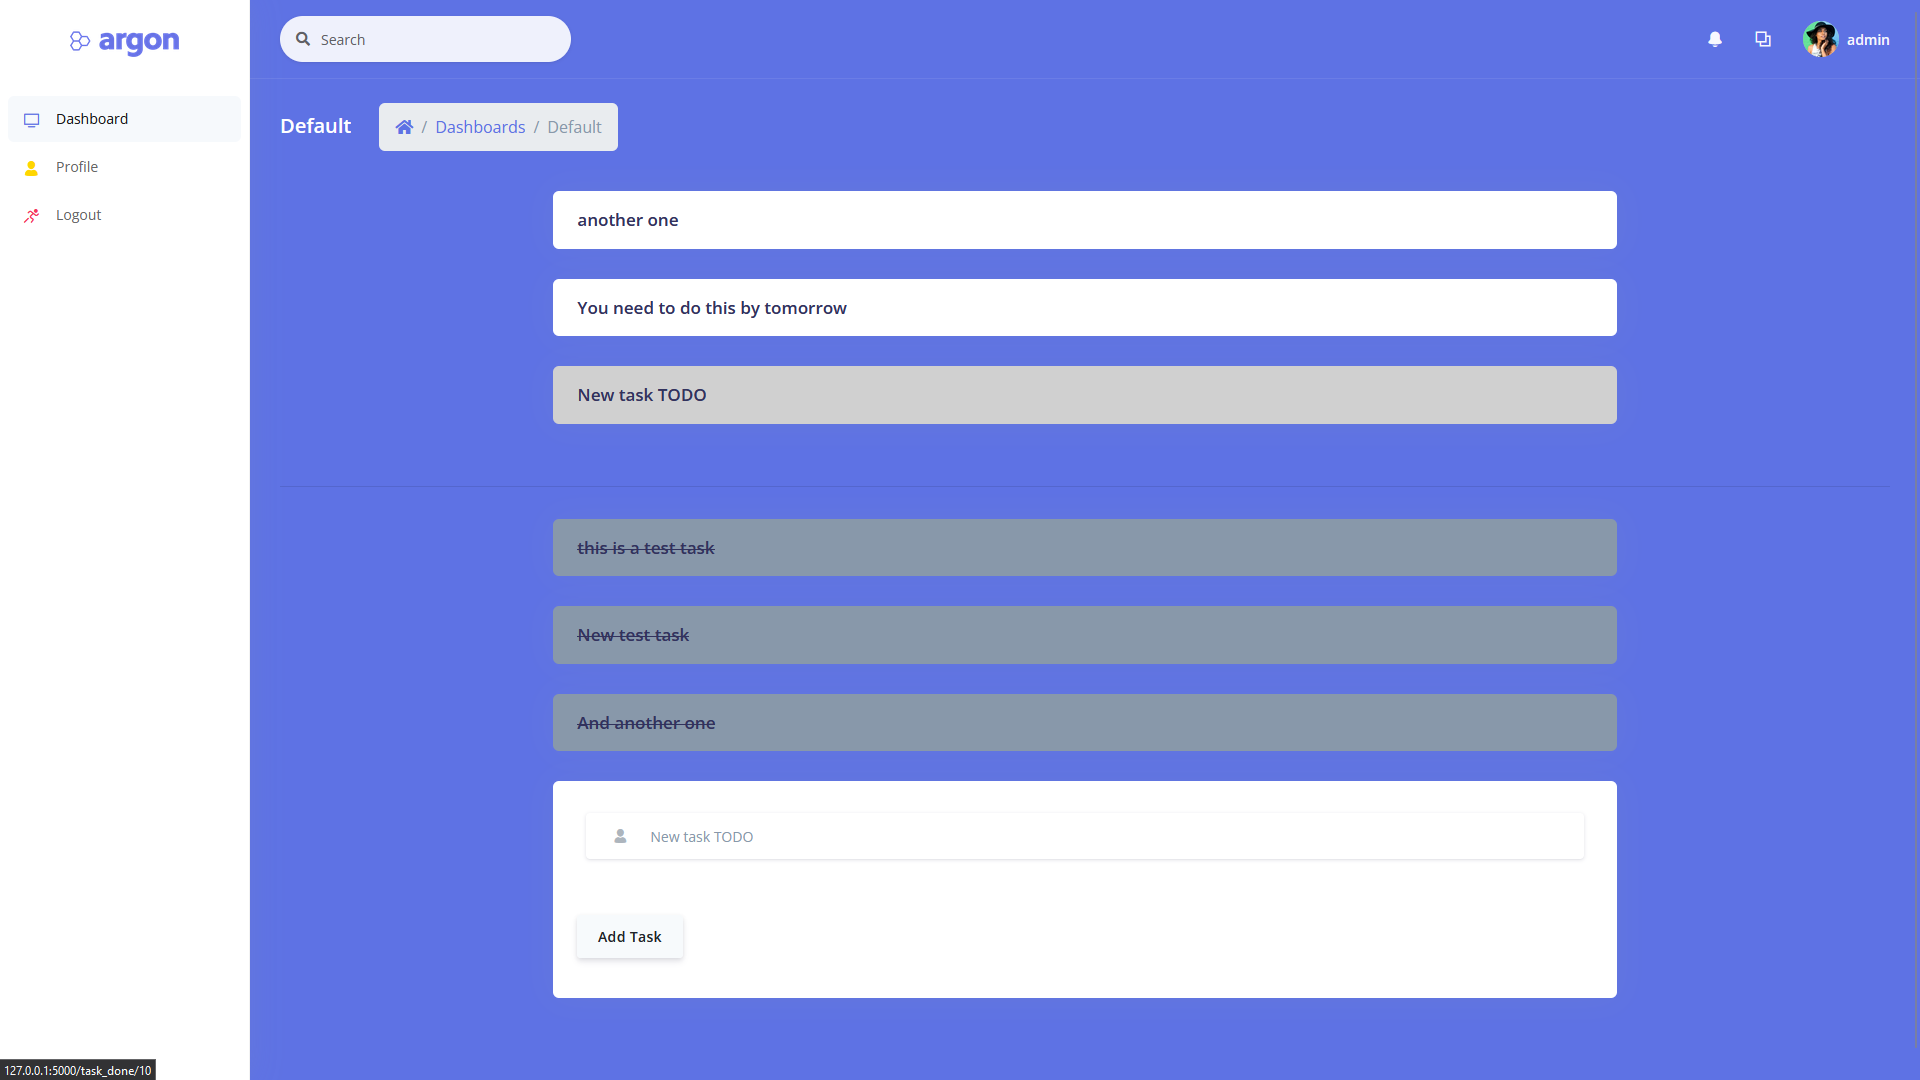 argon
Search
admin
Dashboard
Profile
Logout
Default
/ Dashboards / Default
another one
You need to do this by tomorrow
New task TODO
this is a test task
New test task
And another one
New task TODO
Add Task
127.0.0.1:5000/task_done/10